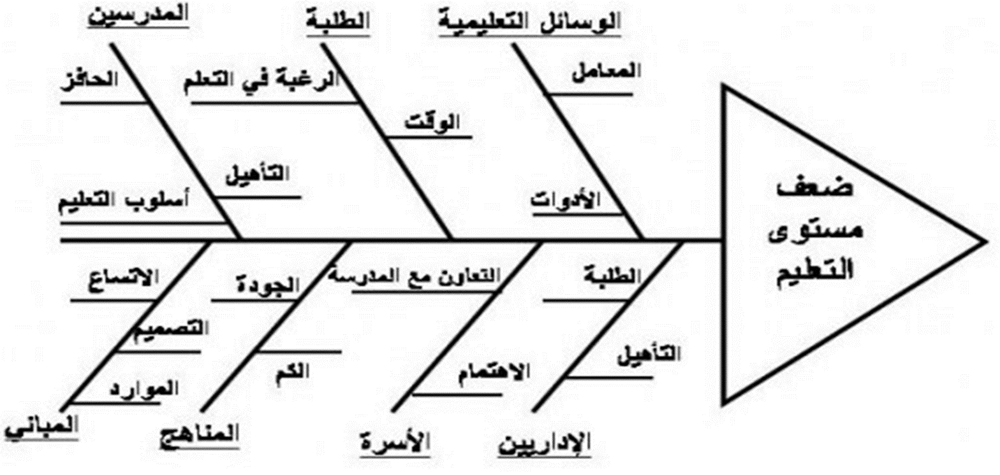 الوسائل التعليمية
الطلبة
المدرسين
المعامل
الرغبة في التعلم
الحافز
الوقت
التأهيل
الأدوات
أسلوب التعليم
ضعف
مستوى
التعليم
الطلبة
التعاون مع المدرسة
الجودة
الاتساع
التصميم
التأهيل
الاهتمام
الكم
الموارد
الإداريين
الأسرة
المناهج
المباني